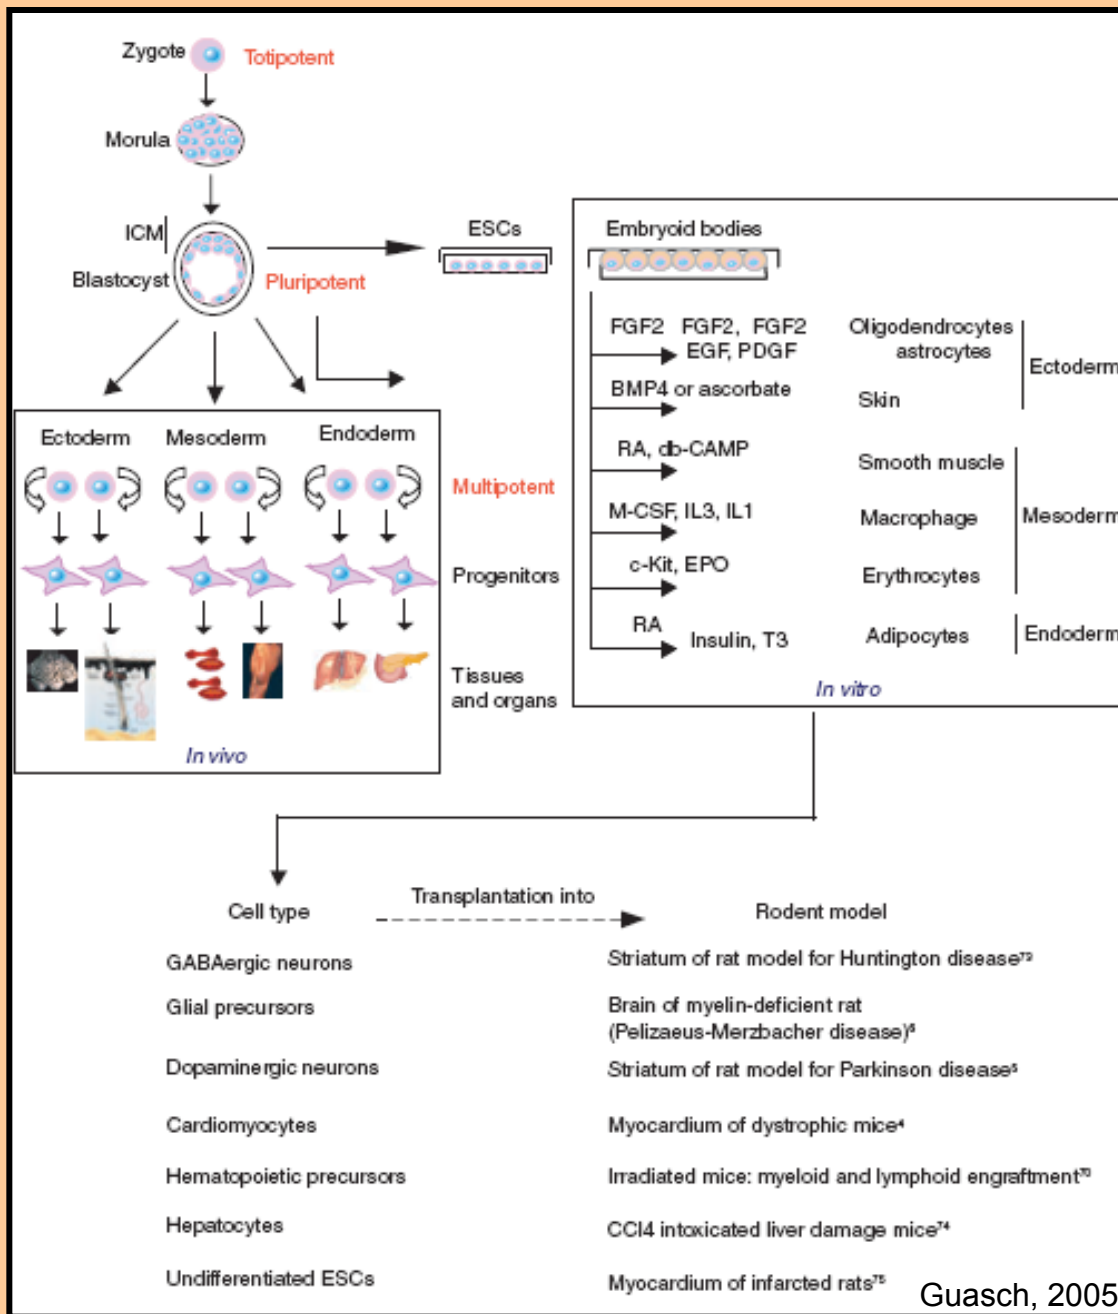 Zygote
Totipotent
Morula
ICM
Blastocyst
Pluripotent
ESCs
Embryoid bodies
FGF2 FGF2, FGF2
EGF, PDGF
Oligodendrocytes
astrocytes
Ectoderm
BMP4 or ascorbate
Skin
RA, db-CAMP
Smooth muscle
M-CSF, IL3, IL1
Macrophage
Mesoderm
c-Kit, EPO
Erythrocytes
RA
Insulin, T3
Adipocytes
Endoderm
In vitro
Ectoderm
Mesoderm
Endoderm
Multipotent
Progenitors
Tissues
and organs
In vivo
Cell type
Transplantation into
Rodent model
GABAergic neurons
Striatum of rat model for Huntington disease⁷³
Glial precursors
Brain of myelin-deficient rat
(Pelizaeus-Merzbacher disease)
Dopaminergic neurons
Striatum of rat model for Parkinson disease
Cardiomyocytes
Myocardium of dystrophic mice⁴
Hematopoietic precursors
Irradiated mice: myeloid and lymphoid engraftment
Hepatocytes
CCl4 intoxicated liver damage mice⁷⁴
Undifferentiated ESCs
Myocardium of infarcted rats⁷⁵
Guasch, 2005